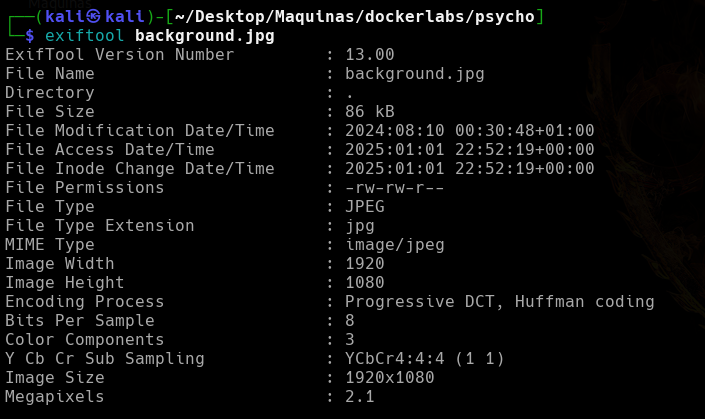 Maquinas
┌──(kali㉿kali)-[~/Desktop/Maquinas/dockerlabs/psycho]
└─$ exiftool background.jpg
ExifTool Version Number         : 13.00
File Name                       : background.jpg
Directory                       : .
File Size                       : 86 kB
File Modification Date/Time     : 2024:08:10 00:30:48+01:00
File Access Date/Time           : 2025:01:01 22:52:19+00:00
File Inode Change Date/Time     : 2025:01:01 22:52:19+00:00
File Permissions                : -rw-rw-r--
File Type                       : JPEG
File Type Extension             : jpg
MIME Type                       : image/jpeg
Image Width                     : 1920
Image Height                    : 1080
Encoding Process                : Progressive DCT, Huffman coding
Bits Per Sample                 : 8
Color Components                : 3
Y Cb Cr Sub Sampling            : YCbCr4:4:4 (1 1)
Image Size                      : 1920x1080
Megapixels                      : 2.1